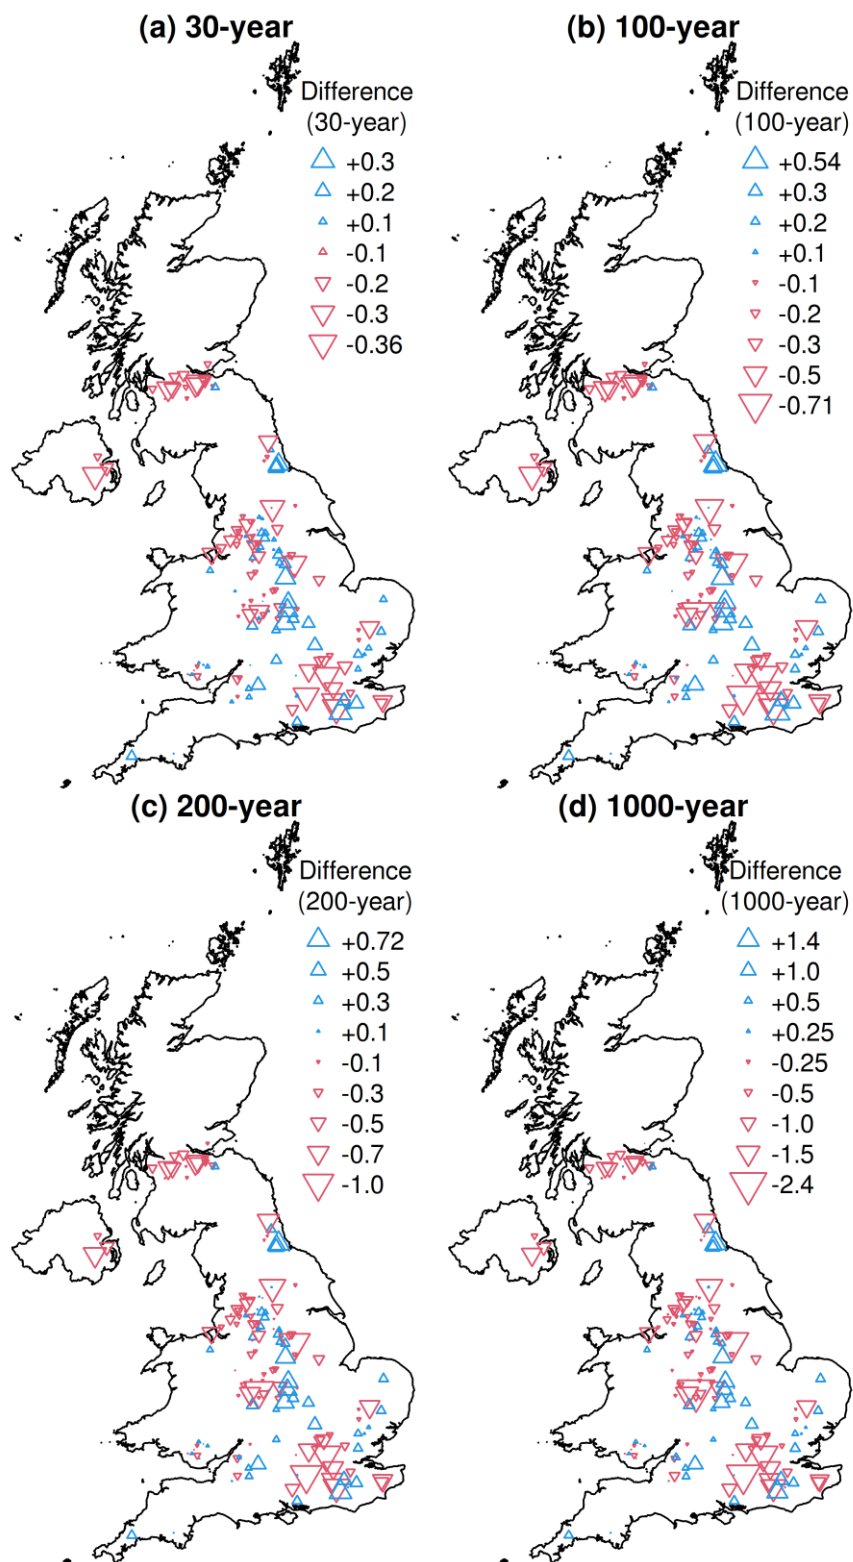 (a) 30-year
Difference
(30-year)
+0.3
+0.2
+0.1
-0.1
-0.2
-0.3
-0.36
(b) 100-year
Difference
(100-year)
+0.54
+0.3
+0.2
+0.1
-0.1
-0.2
-0.3
-0.5
-0.71
(c) 200-year
Difference
(200-year)
+0.72
+0.5
+0.3
+0.1
-0.1
-0.3
-0.5
-0.7
-1.0
(d) 1000-year
Difference
(1000-year)
+1.4
+1.0
+0.5
+0.25
-0.25
-0.5
-1.0
-1.5
-2.4